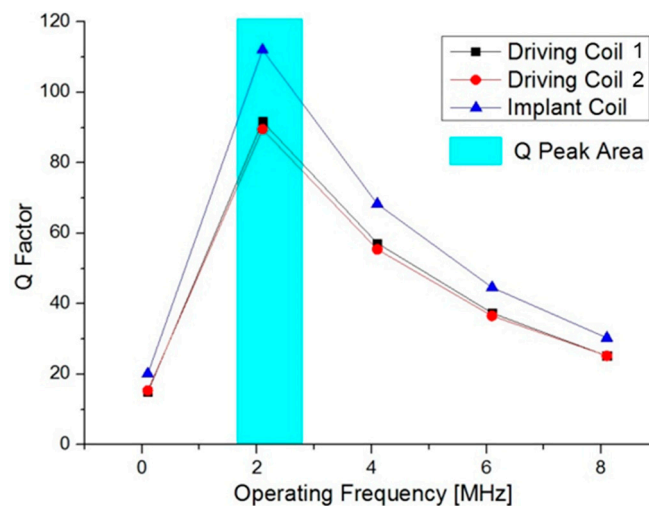 120
100
80
60
40
20
0
Q Factor
Driving Coil 1
Driving Coil 2
Implant Coil
Q Peak Area
0 2 4 6 8
Operating Frequency [MHz]